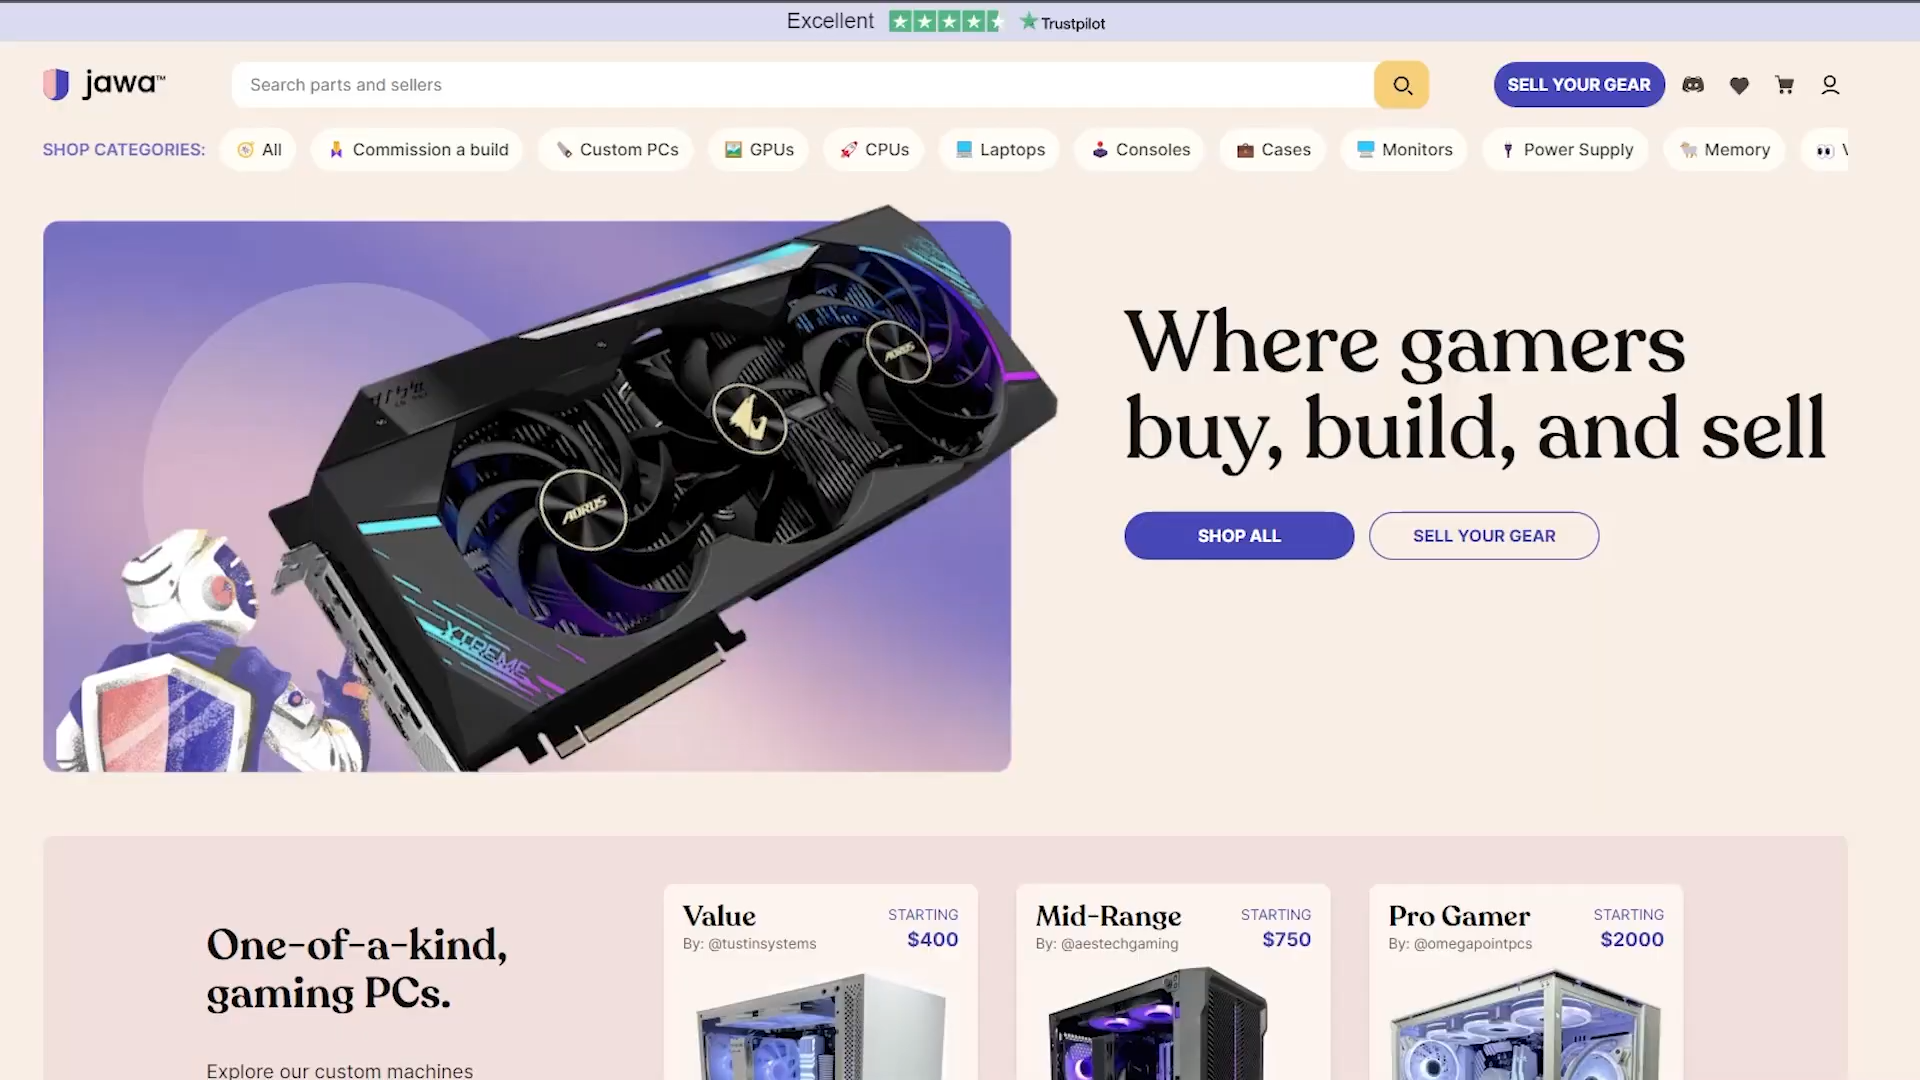 Excellent
Trustpilot
jawa™
Search parts and sellers
SELL YOUR GEAR
SHOP CATEGORIES:
All
Commission a build
Custom PCs
GPUs
CPUs
Laptops
Consoles
Cases
Monitors
Power Supply
Memory
V
AORUS
AORUS
XTREME
Where gamers
buy, build, and sell
SHOP ALL
SELL YOUR GEAR
One-of-a-kind,
gaming PCs.
Explore our custom machines
Value
STARTING
By: @tustinsystems
$400
Mid-Range
STARTING
By: @aestechgaming
$750
Pro Gamer
STARTING
By: @omegapointpcs
$2000